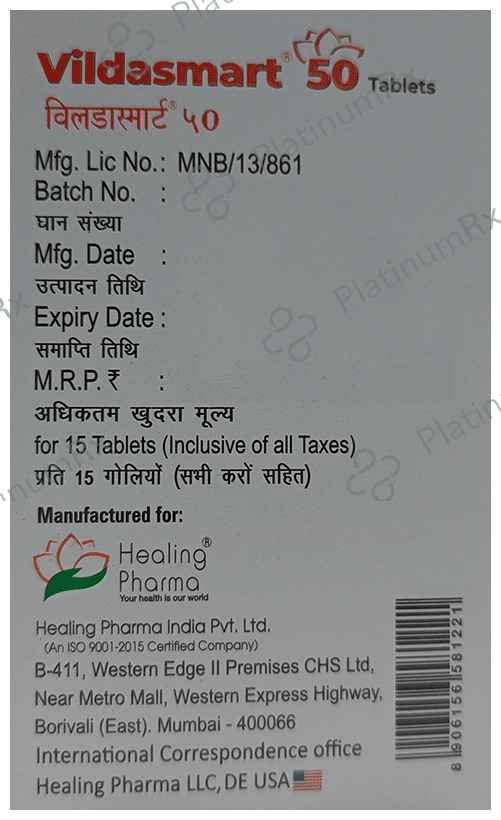 Vildasmart® 50 Tablets
विलडास्मार्ट® ५०
Mfg. Lic No.: MNB/13/861
Batch No. :
घान संख्या
Mfg. Date :
उत्पादन तिथि
Expiry Date :
समाप्ति तिथि
M.R.P. ₹ :
अधिकतम खुदरा मूल्य
for 15 Tablets (Inclusive of all Taxes)
प्रति 15 गोलियों (सभी करों सहित)
Manufactured for:
Healing®
Pharma
Your health is our world
Healing Pharma India Pvt. Ltd.
(An ISO 9001-2015 Certified Company)
B-411, Western Edge II Premises CHS Ltd,
Near Metro Mall, Western Express Highway,
Borivali (East). Mumbai - 400066
International Correspondence office
Healing Pharma LLC, DE USA
8 906156 581221
PlatinumRx
PlatinumRx
PlatinumRx